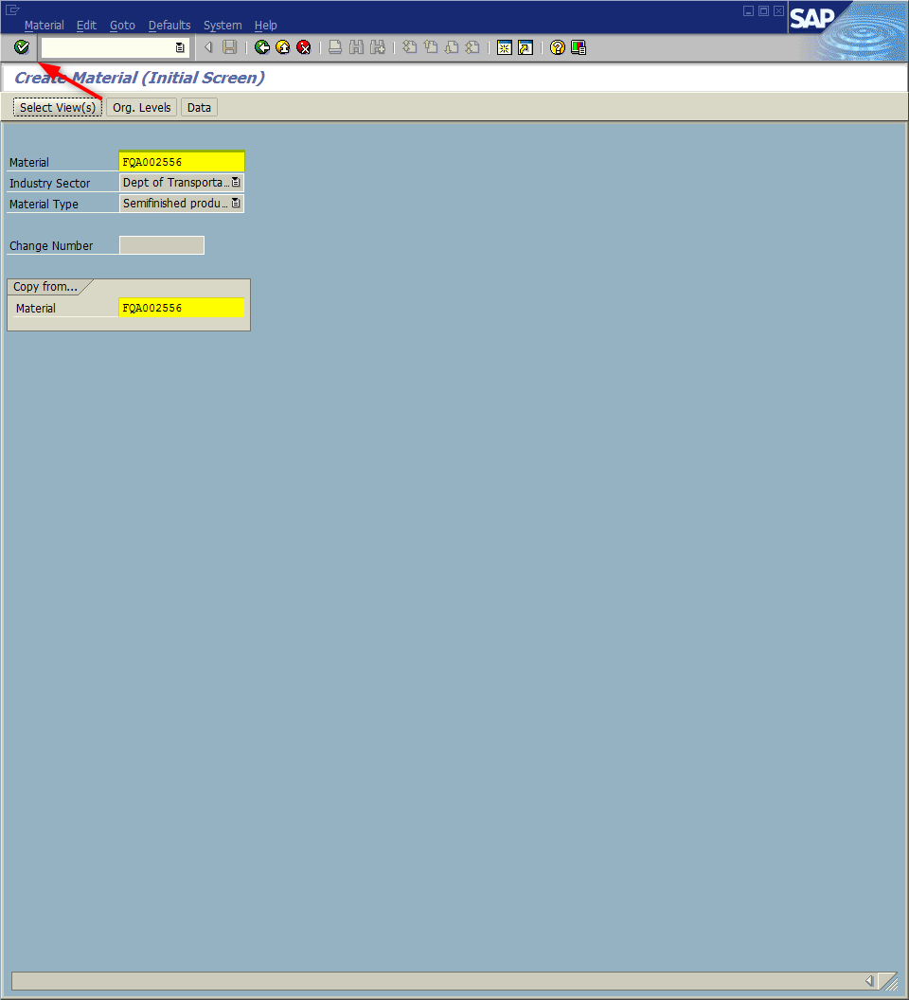 Material Edit Goto Defaults System Help
SAP
Create Material (Initial Screen)
Select View(s) Org. Levels Data
Material FQA002556
Industry Sector Dept of Transporta...
Material Type Semifinished produ...
Change Number
Copy from...
Material FQA002556